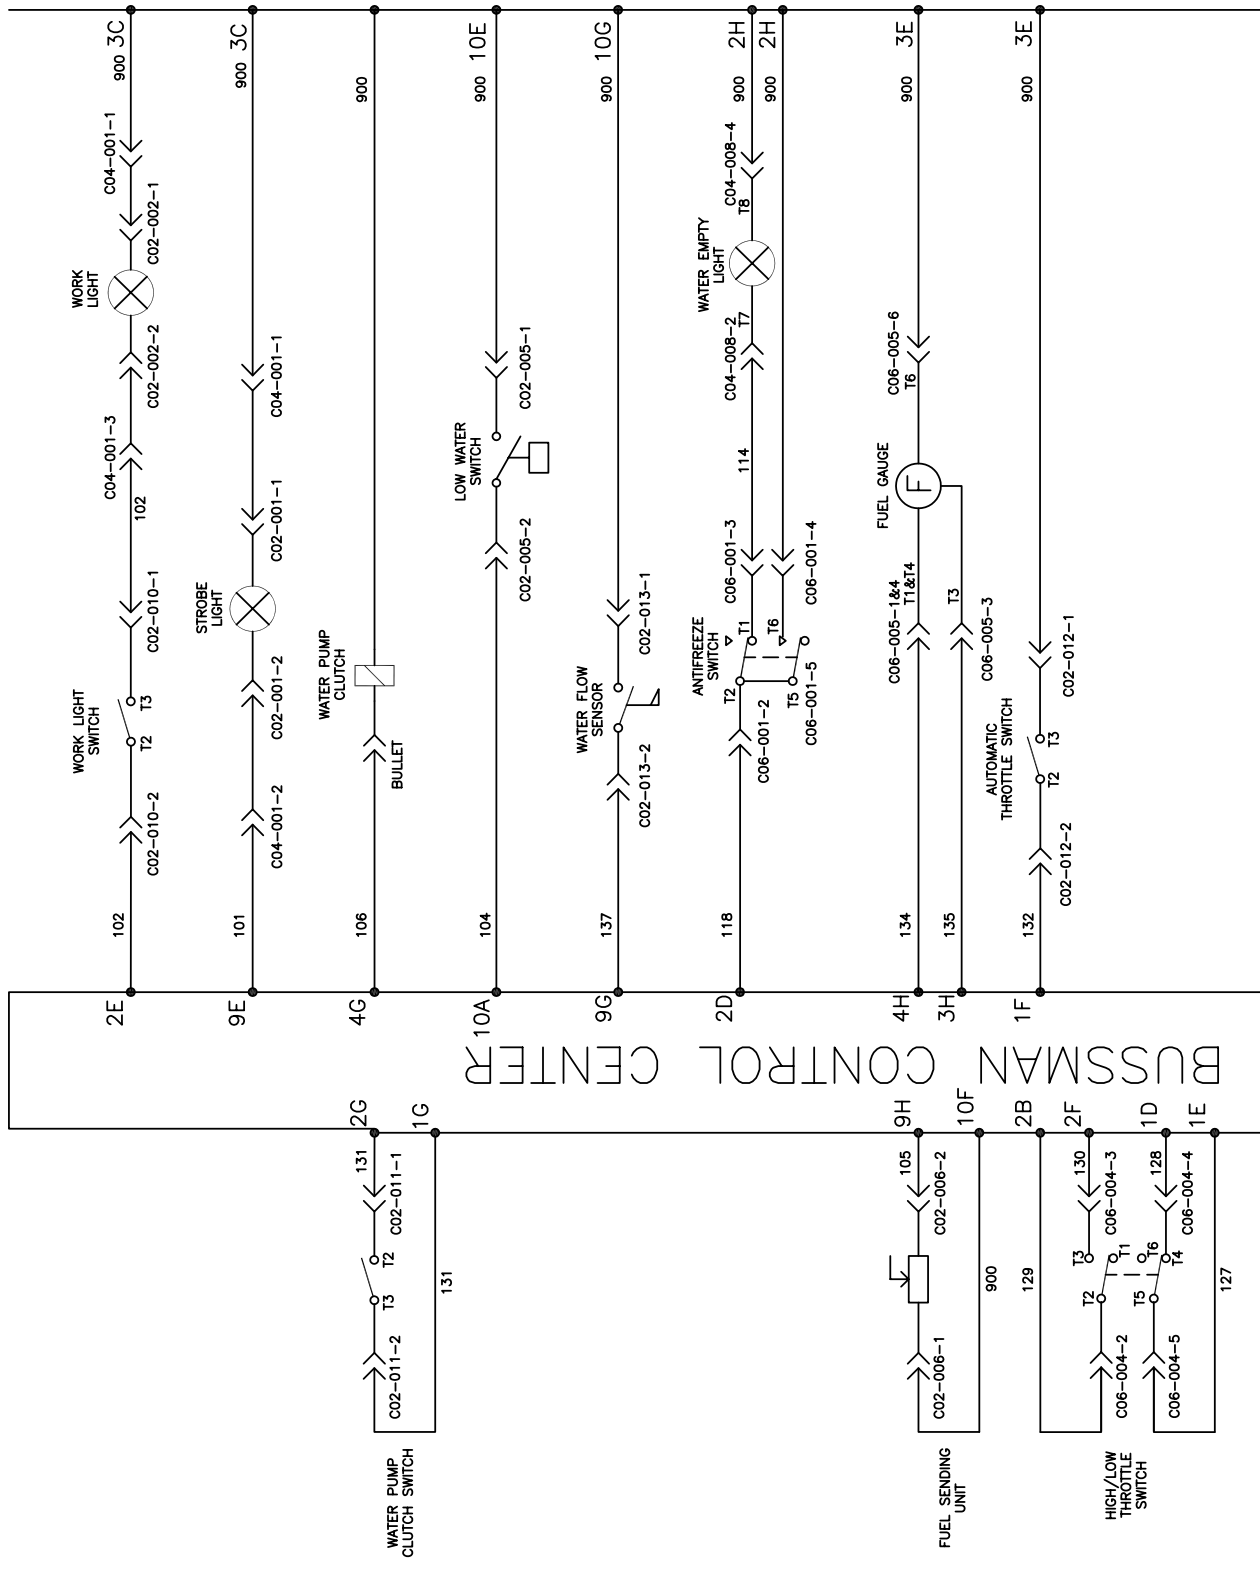 900
3C
C04-001-1
C02-002-1
WORK
LIGHT
C02-002-2
C04-001-3
102
C02-010-1
T3
WORK LIGHT
SWITCH
T2
C02-010-2
102
2E
900
3C
C04-001-1
C02-001-1
STROBE
LIGHT
C02-001-2
C04-001-2
101
9E
900
WATER PUMP
CLUTCH
BULLET
106
4G
900
10E
C02-005-1
LOW WATER
SWITCH
C02-005-2
104
10A
900
10G
C02-013-1
WATER FLOW
SENSOR
C02-013-2
137
9G
2H
2H
900
900
C04-008-4
T8
WATER EMPTY
LIGHT
T7
C04-008-2
114
C06-001-3
C06-001-4
ANTIFREEZE
SWITCH
T1
T6
T2
T5
C06-001-5
C06-001-2
118
2D
3E
900
C06-005-6
T6
FUEL GAUGE
F
C06-005-1&4
T1&T4
T3
C06-005-3
134
135
4H
3H
3E
900
C02-012-1
AUTOMATIC
THROTTLE SWITCH
T3
T2
C02-012-2
132
1F
BUSSMAN CONTROL CENTER
2G
1G
131
C02-011-1
T2
T3
131
C02-011-2
WATER PUMP
CLUTCH SWITCH
9H
10F
105
C02-006-2
900
C02-006-1
FUEL SENDING
UNIT
2B
2F
1D
1E
130
C06-004-3
128
C06-004-4
T3
T1
T6
T4
129
T2
T5
127
C06-004-2
C06-004-5
HIGH/LOW
THROTTLE
SWITCH